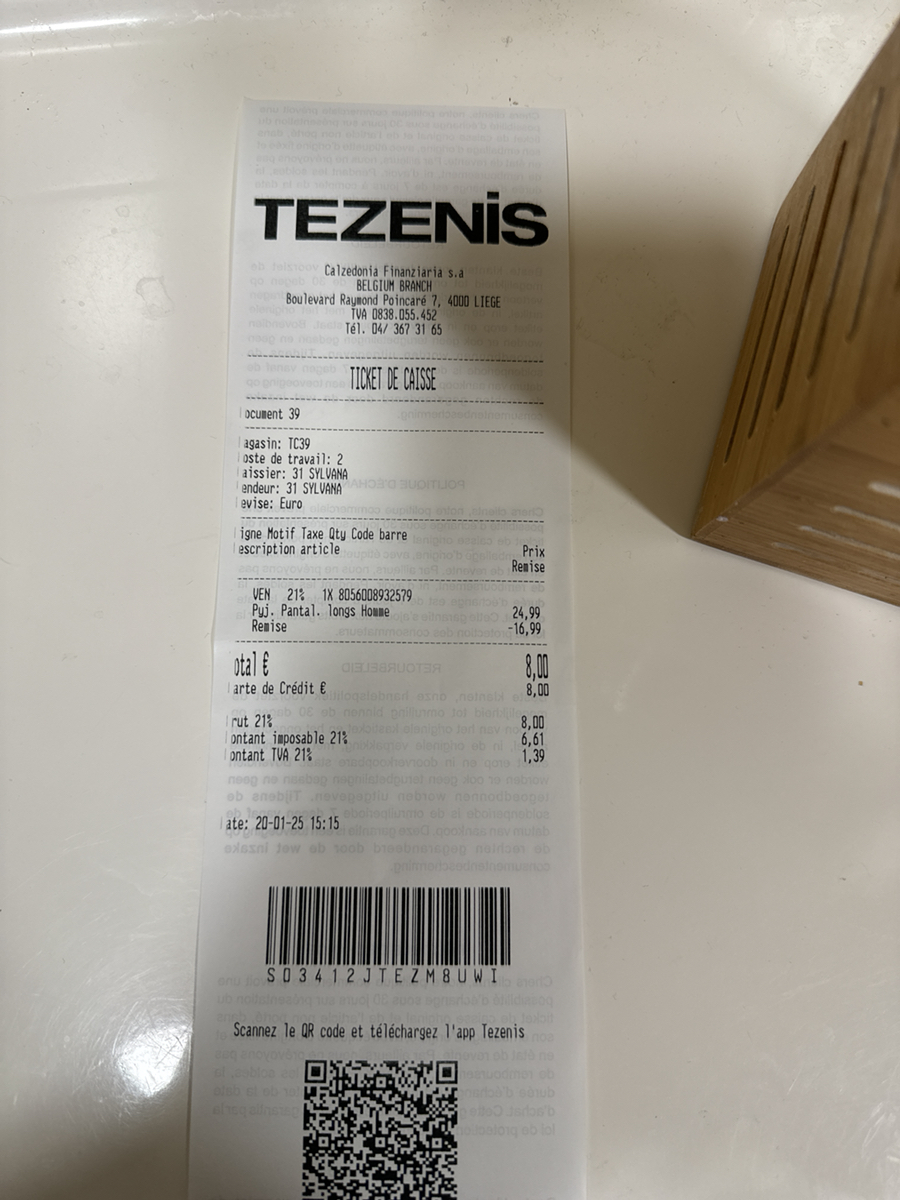 TEZENiS
Calzedonia Finanziaria s.a
BELGIUM BRANCH
Boulevard Raymond Poincaré 7, 4000 LIEGE
TVA 0838.055.452
Tél. 04/ 367 31 65
TICKET DE CAISSE
ocument 39
agasin: TC39
oste de travail: 2
aissier: 31 SYLVANA
endeur: 31 SYLVANA
evise: Euro
igne Motif Taxe Qty Code barre
escription article Prix
Remise
VEN 21% 1X 8056008932579
Pyj. Pantal. longs Homme 24,99
Remise -16,99
otal € 8,00
arte de Crédit € 8,00
rut 21% 8,00
ontant imposable 21% 6,61
ontant TVA 21% 1,39
ate: 20-01-25 15:15
S03412JTEZM8UWI
Scannez le QR code et téléchargez l'app Tezenis